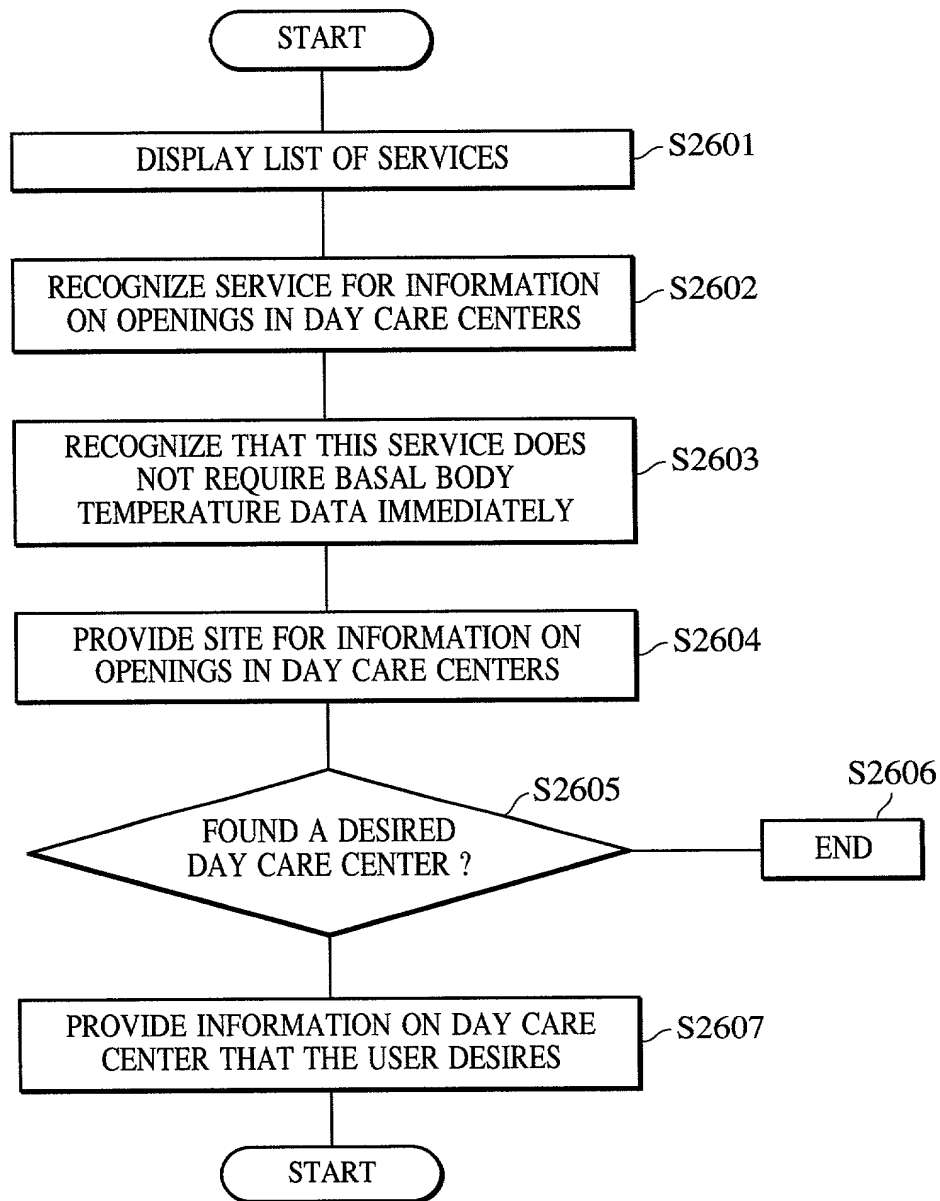 START
DISPLAY LIST OF SERVICES
S2601
RECOGNIZE SERVICE FOR INFORMATION
ON OPENINGS IN DAY CARE CENTERS
S2602
RECOGNIZE THAT THIS SERVICE DOES
NOT REQUIRE BASAL BODY
TEMPERATURE DATA IMMEDIATELY
S2603
PROVIDE SITE FOR INFORMATION ON
OPENINGS IN DAY CARE CENTERS
S2604
FOUND A DESIRED
DAY CARE CENTER ?
S2605
S2606
END
PROVIDE INFORMATION ON DAY CARE
CENTER THAT THE USER DESIRES
S2607
START